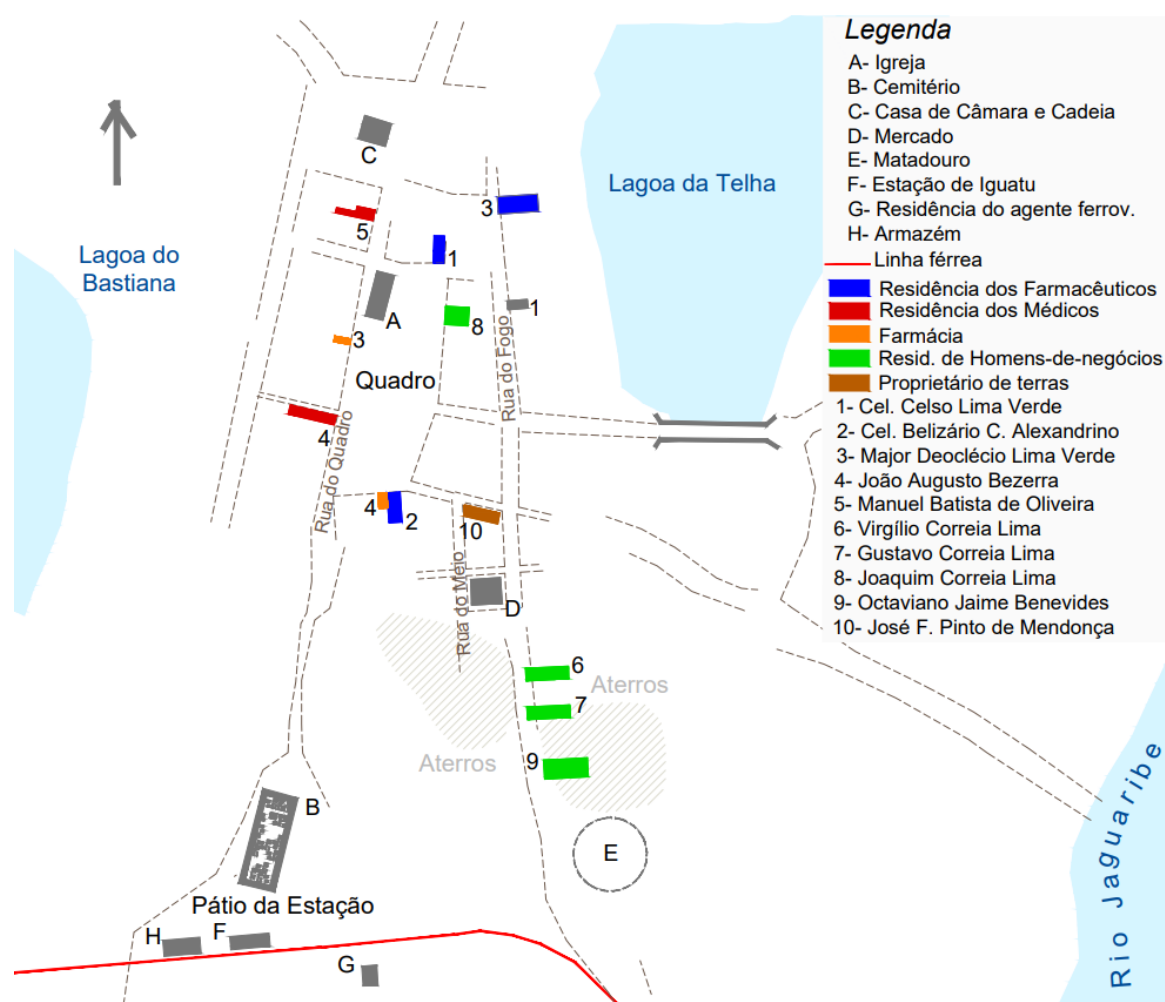 Legenda
A- Igreja
B- Cemitério
C- Casa de Câmara e Cadeia
D- Mercado
E- Matadouro
F- Estação de Iguatu
G- Residência do agente ferrov.
H- Armazém
Linha férrea
Residência dos Farmacêuticos
Residência dos Médicos
Farmácia
Resid. de Homens-de-negócios
Proprietário de terras
1- Cel. Celso Lima Verde
2- Cel. Belizário C. Alexandrino
3- Major Deoclécio Lima Verde
4- João Augusto Bezerra
5- Manuel Batista de Oliveira
6- Virgílio Correia Lima
7- Gustavo Correia Lima
8- Joaquim Correia Lima
9- Octaviano Jaime Benevides
10- José F. Pinto de Mendonça
C
Lagoa da Telha
3
5
Lagoa do
Bastiana
1
A
8
1
3
Rua do Fogo
Quadro
4
Rua do Quadro
4
2
10
Rua do Meio
D
6
Aterros
7
Aterros
9
B
E
Pátio da Estação
H
F
G
Rio Jaguaribe